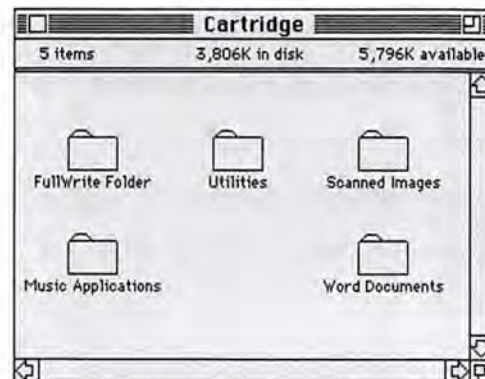 Cartridge
5 items 3,806K in disk 5,796K available
FullWrite Folder Utilities Scanned Images
Music Applications Word Documents